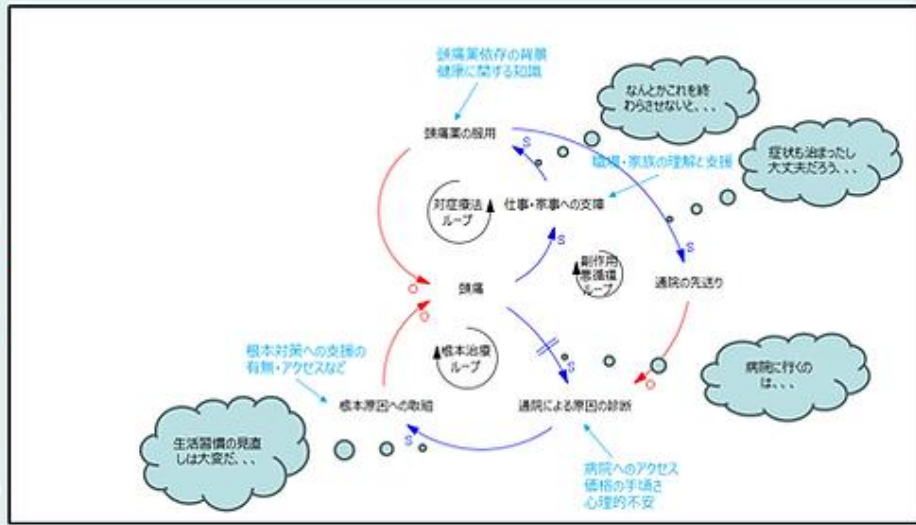 頭痛薬依存の背景
健康に関する知識
なんとかこれを終
わらさせないと、、、
頭痛薬の服用
S
職場・家族の理解と支援
症状も治まったし
大丈夫だろう、、、
対症療法
ループ
仕事・家事への支障
S
S
副作用
悪循環
ループ
通院の先送り
O
頭痛
O
根本治療
ループ
S
O
病院に行くの
は、、、
根本対策への支援の
有無・アクセスなど
根本原因への取組
通院による原因の診断
S
生活習慣の見直
しは大変だ、、、
病院へのアクセス
価格の手頃さ
心理的不安